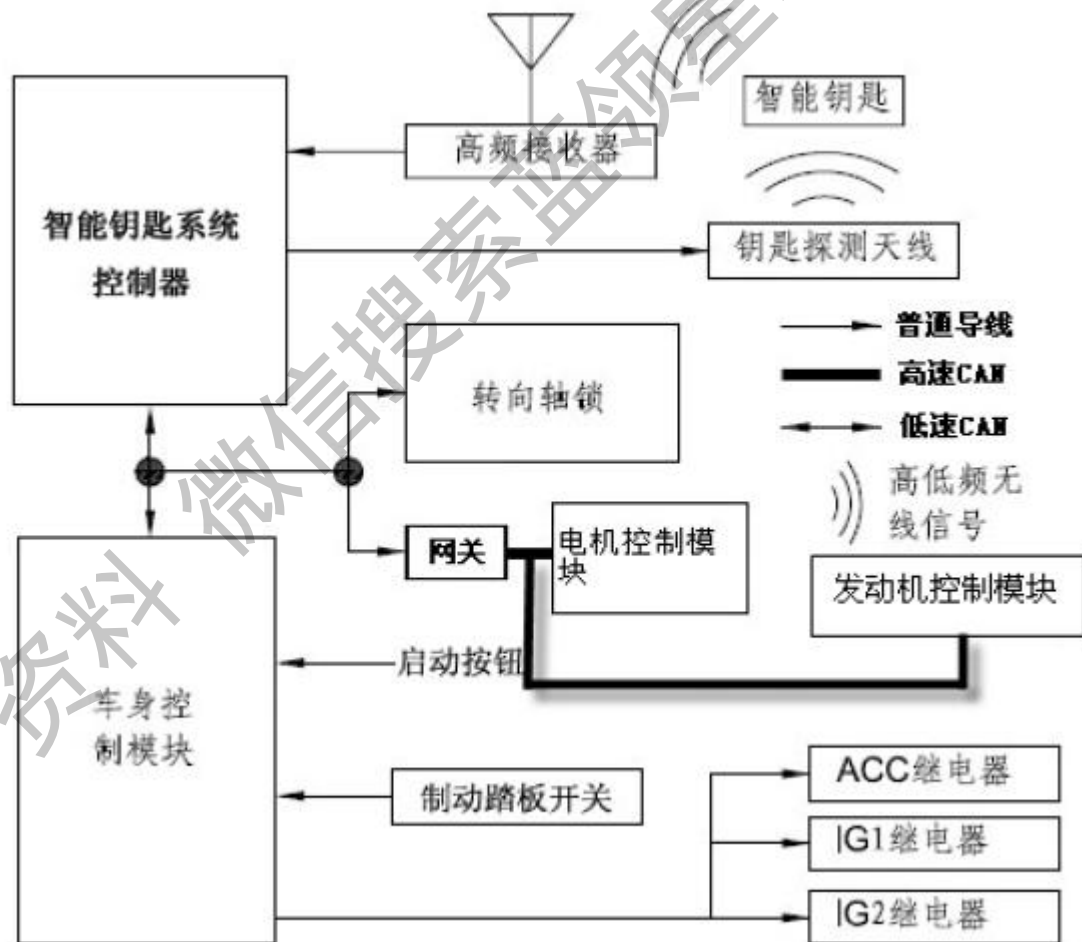 智能钥匙
高频接收器
智能钥匙系统
控制器
钥匙探测天线
普通导线
高速CAN
低速CAN
高低频无
线信号
转向轴锁
网关
电机控制模
块
发动机控制模块
启动按钮
车身控
制模块
制动踏板开关
ACC继电器
IG1继电器
IG2继电器
资料 微信搜索蓝领星